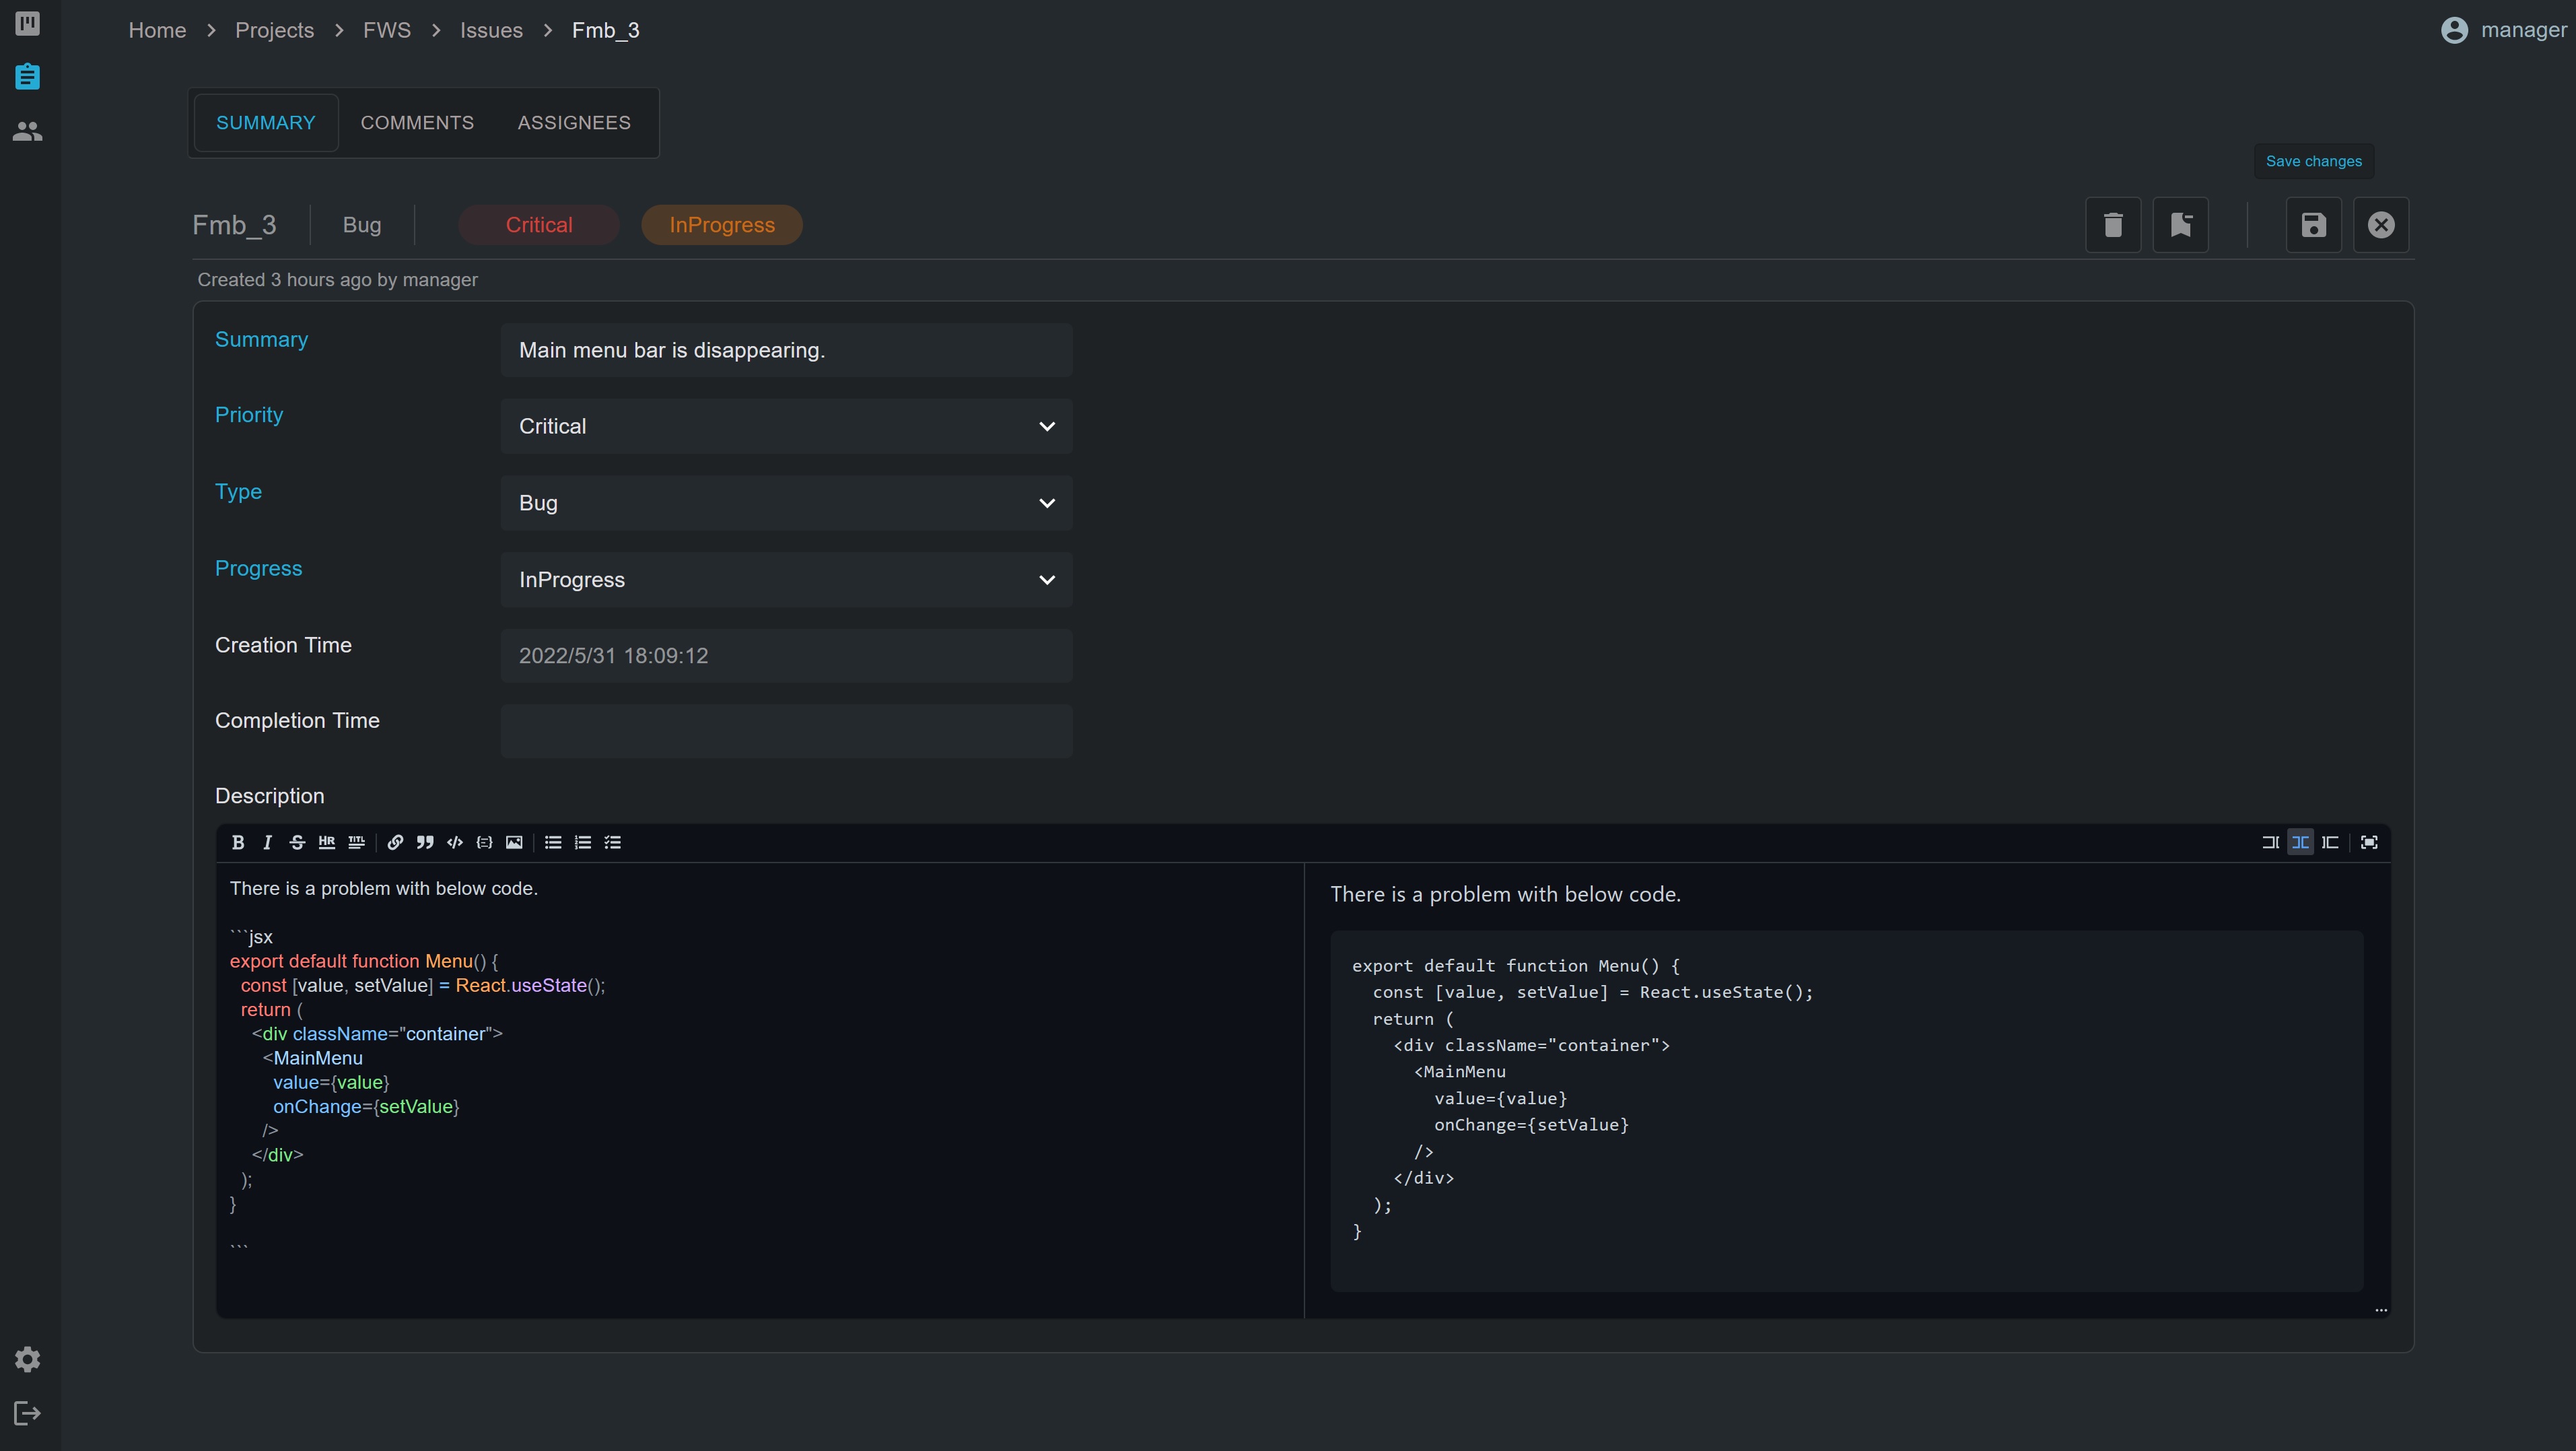 Home > Projects > FWS > Issues > Fmb_3
manager
SUMMARY COMMENTS ASSIGNEES
Save changes
Fmb_3 Bug Critical InProgress
Created 3 hours ago by manager
Summary Main menu bar is disappearing.
Priority Critical
Type Bug
Progress InProgress
Creation Time 2022/5/31 18:09:12
Completion Time
Description
HR TITL
There is a problem with below code.

```jsx
export default function Menu() {
  const [value, setValue] = React.useState();
  return (
    <div className="container">
      <MainMenu
        value={value}
        onChange={setValue}
      />
    </div>
  );
}

```
There is a problem with below code.
export default function Menu() {
  const [value, setValue] = React.useState();
  return (
    <div className="container">
      <MainMenu
        value={value}
        onChange={setValue}
      />
    </div>
  );
}